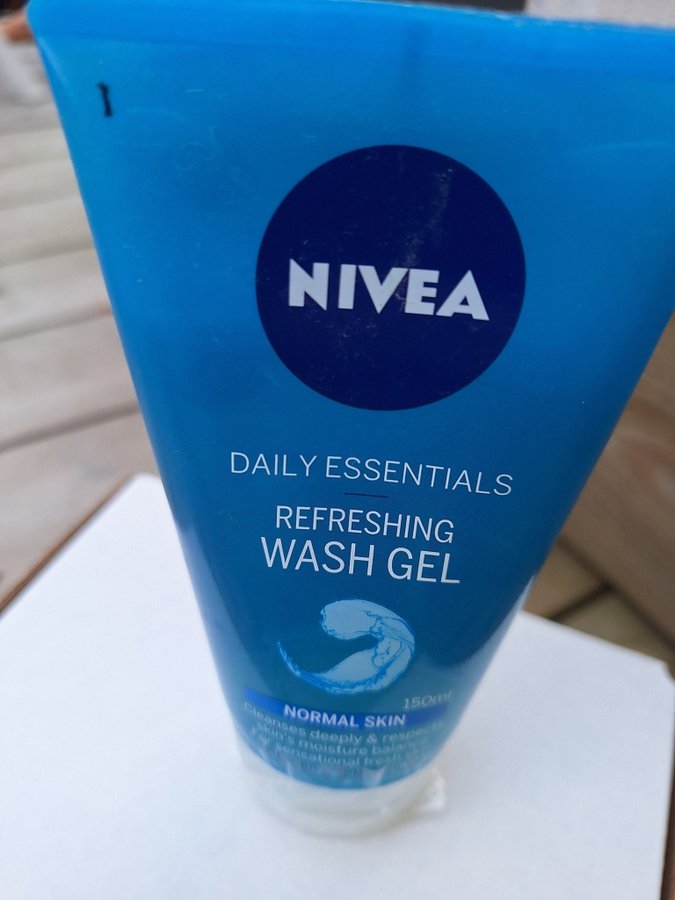 NIVEA
DAILY ESSENTIALS
REFRESHING
WASH GEL
150ml
NORMAL SKIN
Cleanses deeply & respects
skin's moisture balance
sensational fresh